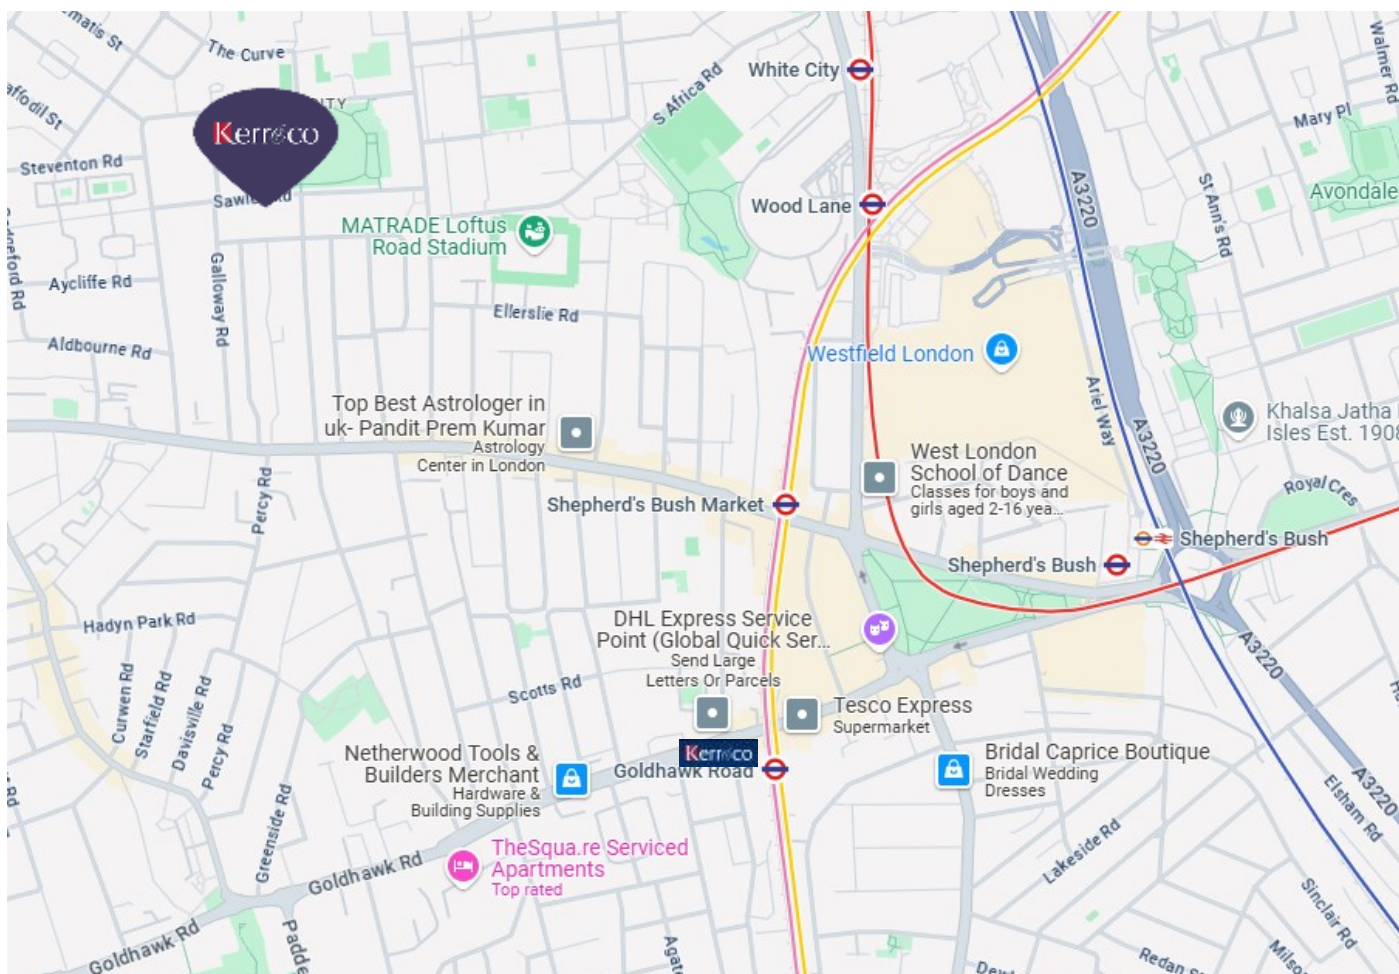 The Curve
White City
S Africa Rd
Walmer Rd
Mary Pl
Steventon Rd
Kerr&co
A3220
St Ann's Rd
Avondale
Wood Lane
MATRADE Loftus
Road Stadium
Aycliffe Rd
Galloway Rd
Ellerslie Rd
Aldbourne Rd
Westfield London
Ariel Way
Top Best Astrologer in
uk- Pandit Prem Kumar
Astrology
Center in London
Khalsa Jatha
Isles Est. 1908
A3220
West London
School of Dance
Classes for boys and
girls aged 2-16 yea...
Royal Cres
Percy Rd
Shepherd's Bush Market
Shepherd's Bush
Shepherd's Bush
Hadyn Park Rd
DHL Express Service
Point (Global Quick Ser...
Send Large
Letters Or Parcels
A3220
Curwen Rd
Starfield Rd
Davisville Rd
Percy Rd
Scotts Rd
Tesco Express
Supermarket
Netherwood Tools &
Builders Merchant
Hardware &
Building Supplies
Kerr&co
Goldhawk Road
Bridal Caprice Boutique
Bridal Wedding
Dresses
A3220
Elsham Rd
Greenside Rd
Goldhawk Rd
TheSqua.re Serviced
Apartments
Top rated
Lakeside Rd
Sinclair Rd
Goldhawk Rd